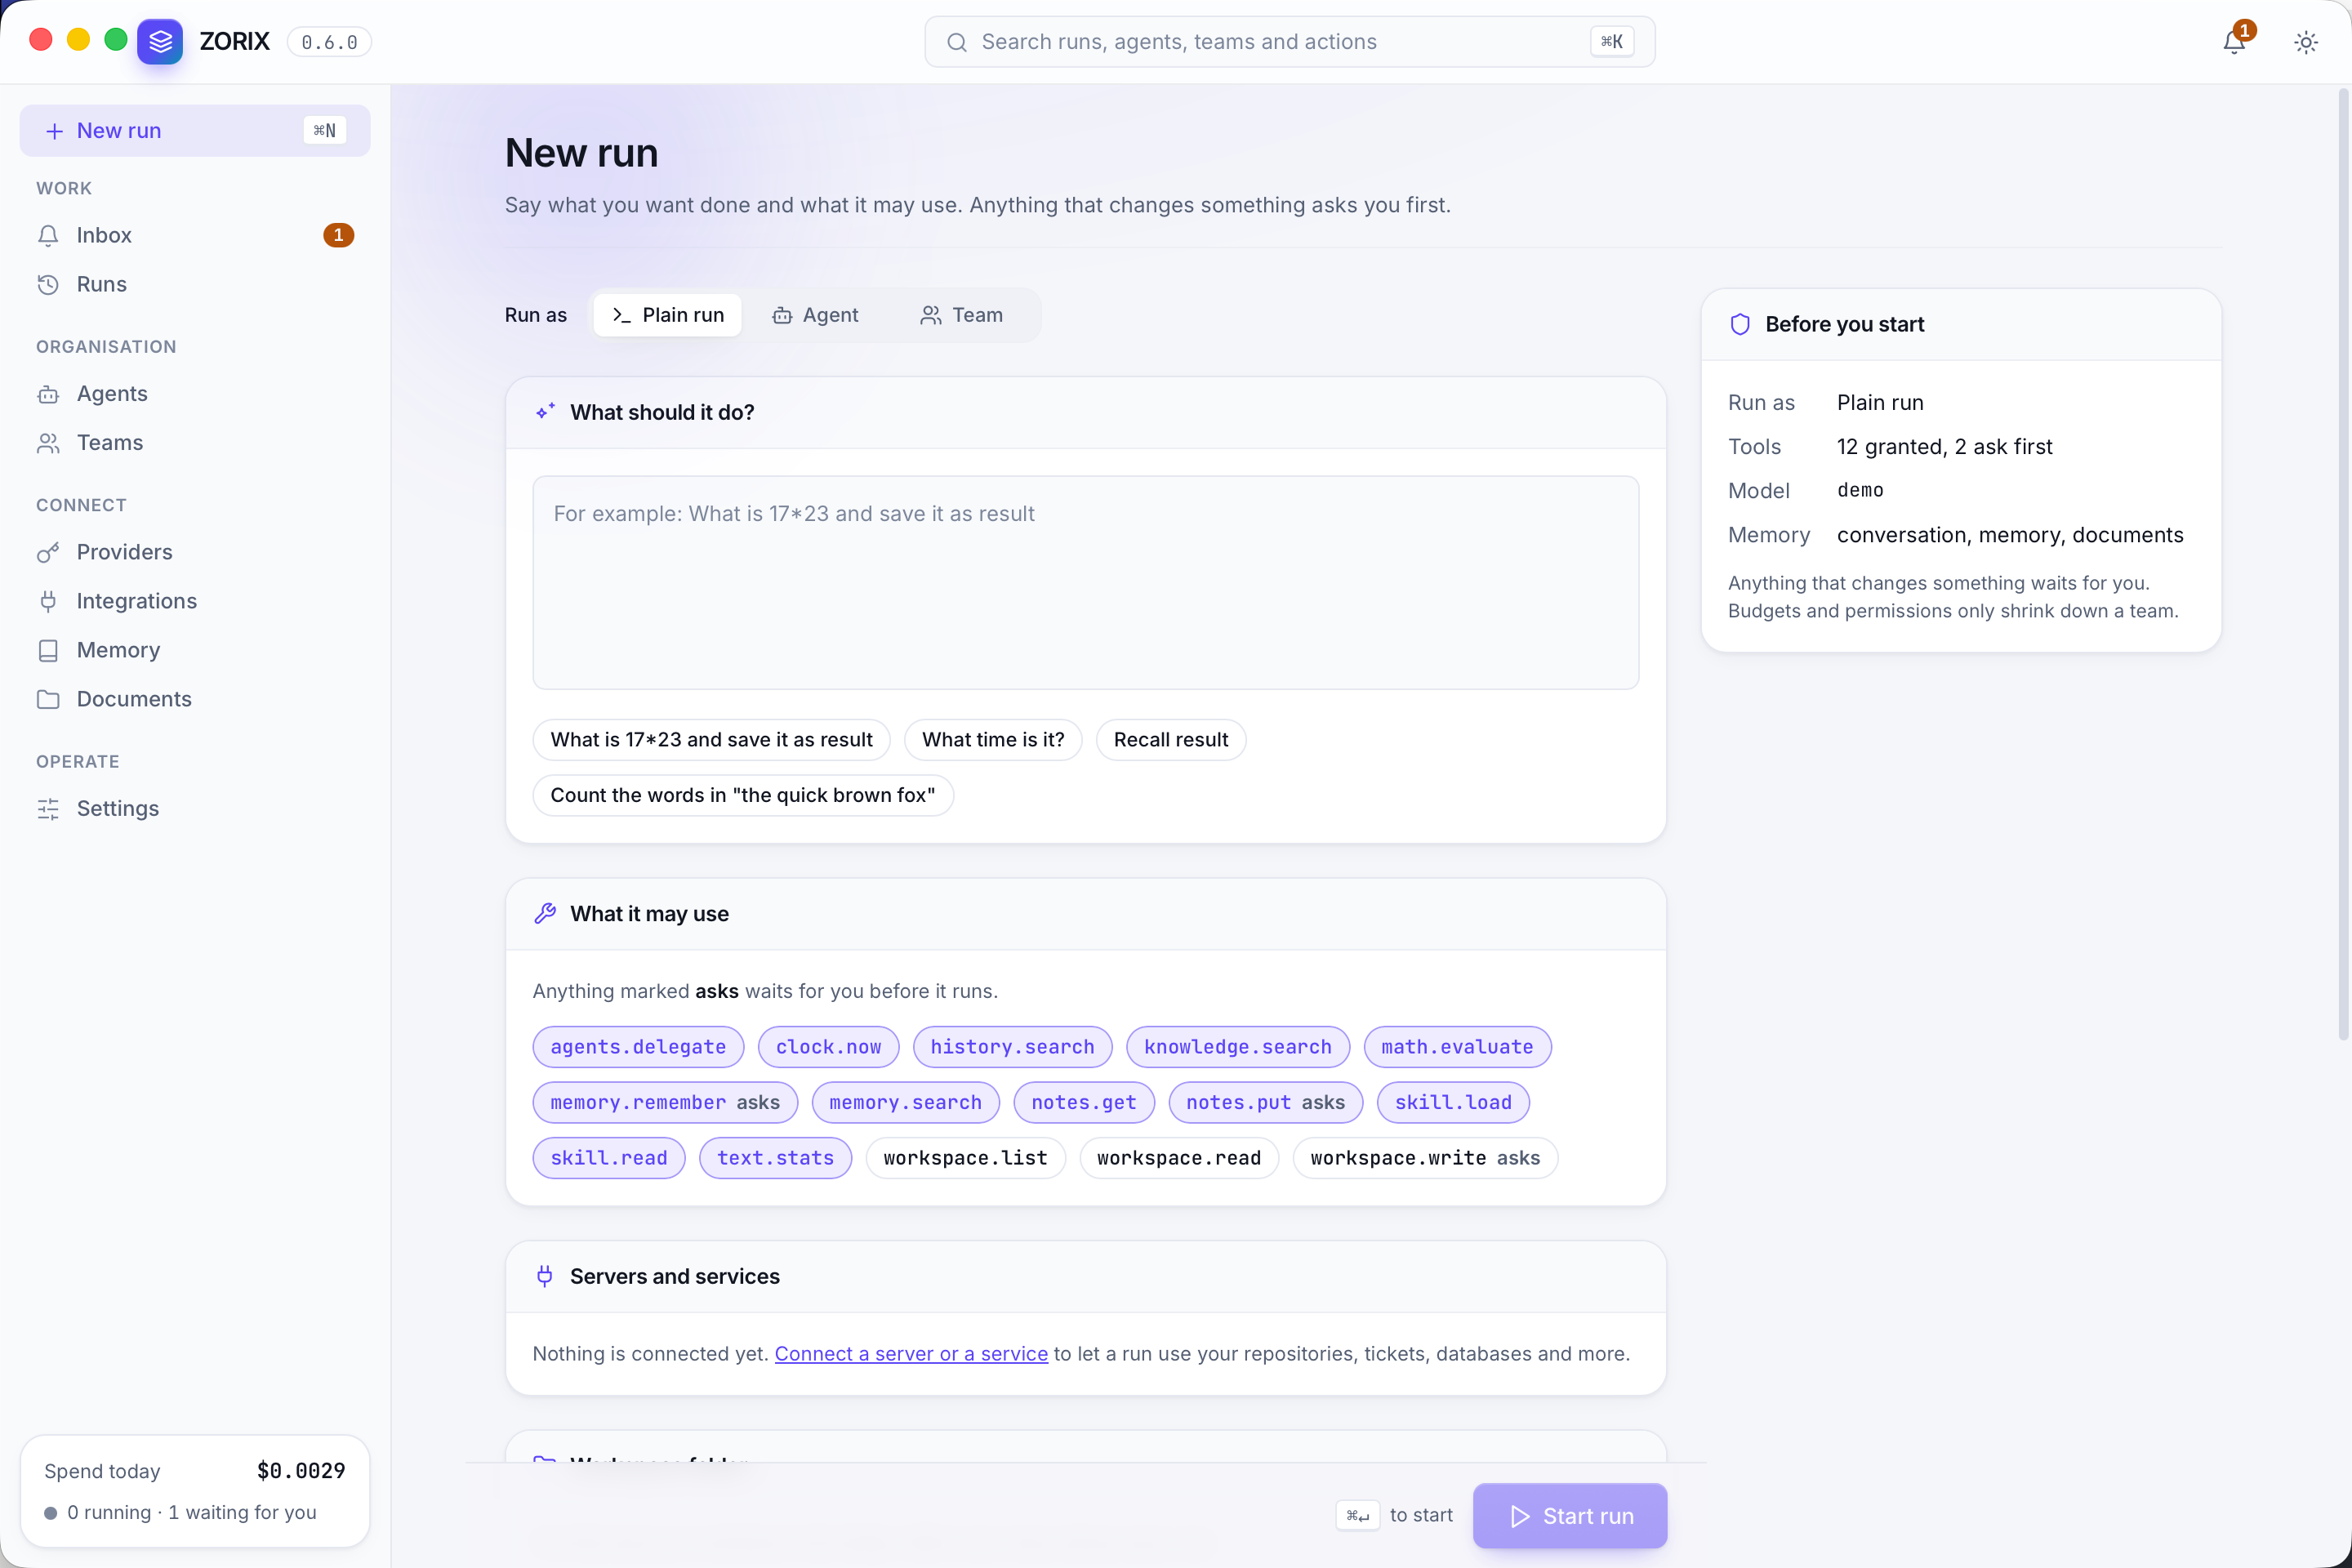 ZORIX 0.6.0
Search runs, agents, teams and actions ⌘K
1
New run ⌘N
WORK
Inbox 1
Runs
ORGANISATION
Agents
Teams
CONNECT
Providers
Integrations
Memory
Documents
OPERATE
Settings
Spend today $0.0029
0 running · 1 waiting for you
New run
Say what you want done and what it may use. Anything that changes something asks you first.
Run as Plain run Agent Team
What should it do?
For example: What is 17*23 and save it as result
What is 17*23 and save it as result What time is it? Recall result
Count the words in "the quick brown fox"
What it may use
Anything marked asks waits for you before it runs.
agents.delegate clock.now history.search knowledge.search math.evaluate
memory.remember asks memory.search notes.get notes.put asks skill.load
skill.read text.stats workspace.list workspace.read workspace.write asks
Servers and services
Nothing is connected yet. Connect a server or a service to let a run use your repositories, tickets, databases and more.
⌘↵ to start Start run
Before you start
Run as Plain run
Tools 12 granted, 2 ask first
Model demo
Memory conversation, memory, documents
Anything that changes something waits for you.
Budgets and permissions only shrink down a team.